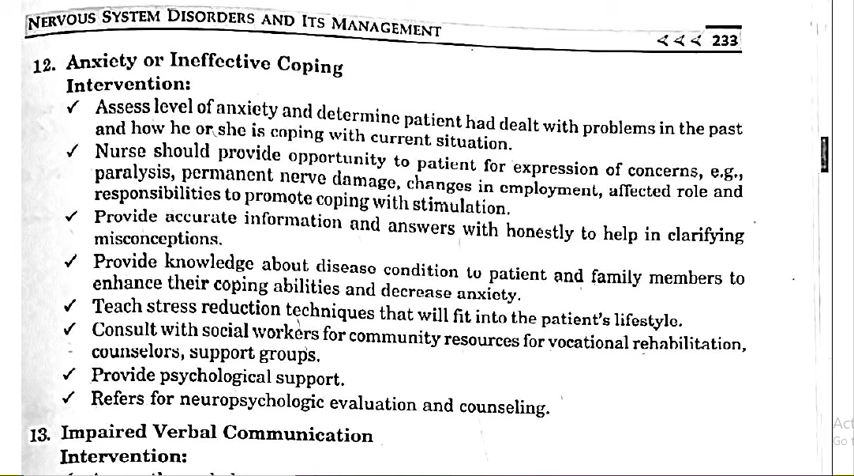 NERVOUS SYSTEM DISORDERS AND ITS MANAGEMENT
233
12. Anxiety or Ineffective Coping
Intervention:
✓ Assess level of anxiety and determine patient had dealt with problems in the past
and how he or she is coping with current situation.
✓ Nurse should provide opportunity to patient for expression of concerns, e.g.,
paralysis, permanent nerve damage, changes in employment, affected role and
responsibilities to promote coping with stimulation.
✓ Provide accurate information and answers with honestly to help in clarifying
misconceptions.
✓ Provide knowledge about disease condition to patient and family members to
enhance their coping abilities and decrease anxiety.
✓ Teach stress reduction techniques that will fit into the patient's lifestyle.
✓ Consult with social workers for community resources for vocational rehabilitation,
counselors, support groups.
✓ Provide psychological support.
✓ Refers for neuropsychologic evaluation and counseling.
13. Impaired Verbal Communication
Intervention: